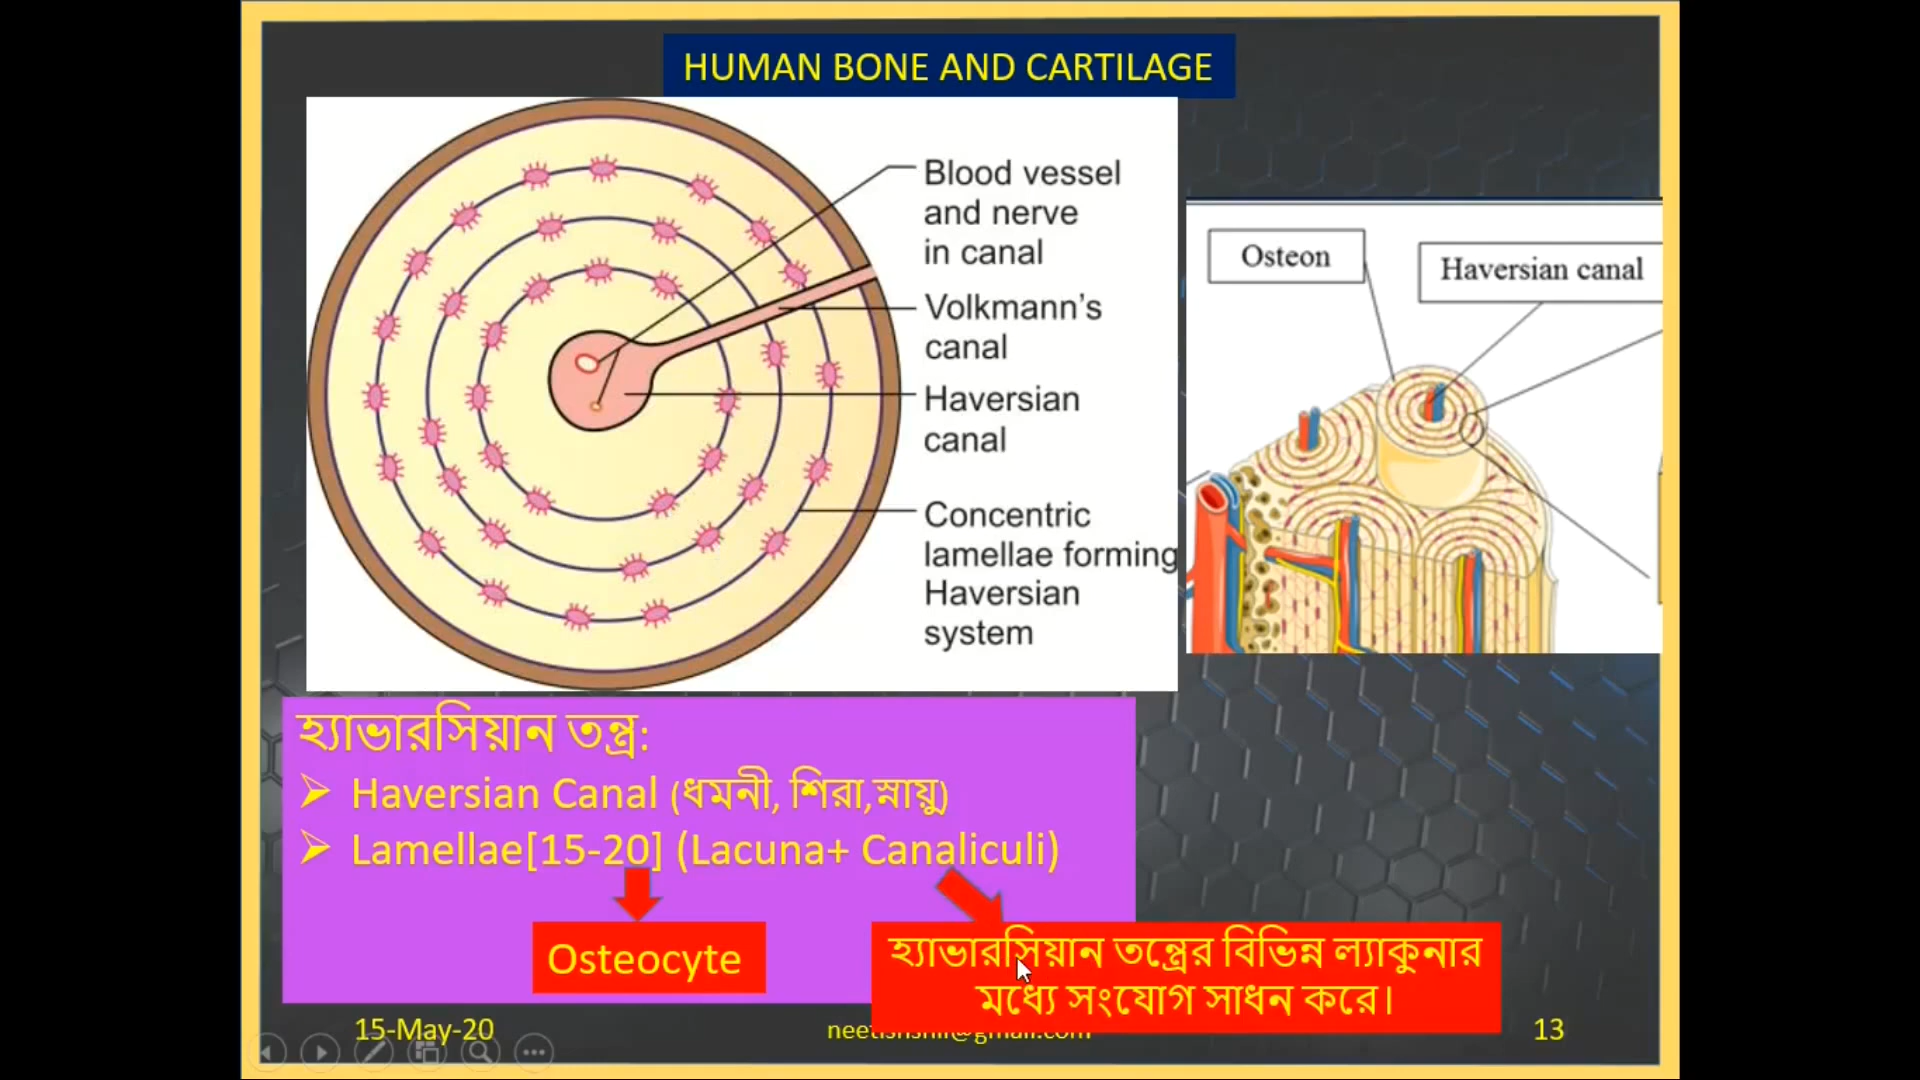 HUMAN BONE AND CARTILAGE
Blood vessel
and nerve
in canal
Volkmann's
canal
Haversian
canal
Concentric
lamellae forming
Haversian
system
Osteon
Haversian canal
হ্যাভারসিয়ান তন্ত্র:
Haversian Canal (ধমনী, শিরা,স্নায়ু)
Lamellae[15-20] (Lacuna+ Canaliculi)
Osteocyte
হ্যাভারসিয়ান তন্ত্রের বিভিন্ন ল্যাকুনার
মধ্যে সংযোগ সাধন করে।
15-May-20
13